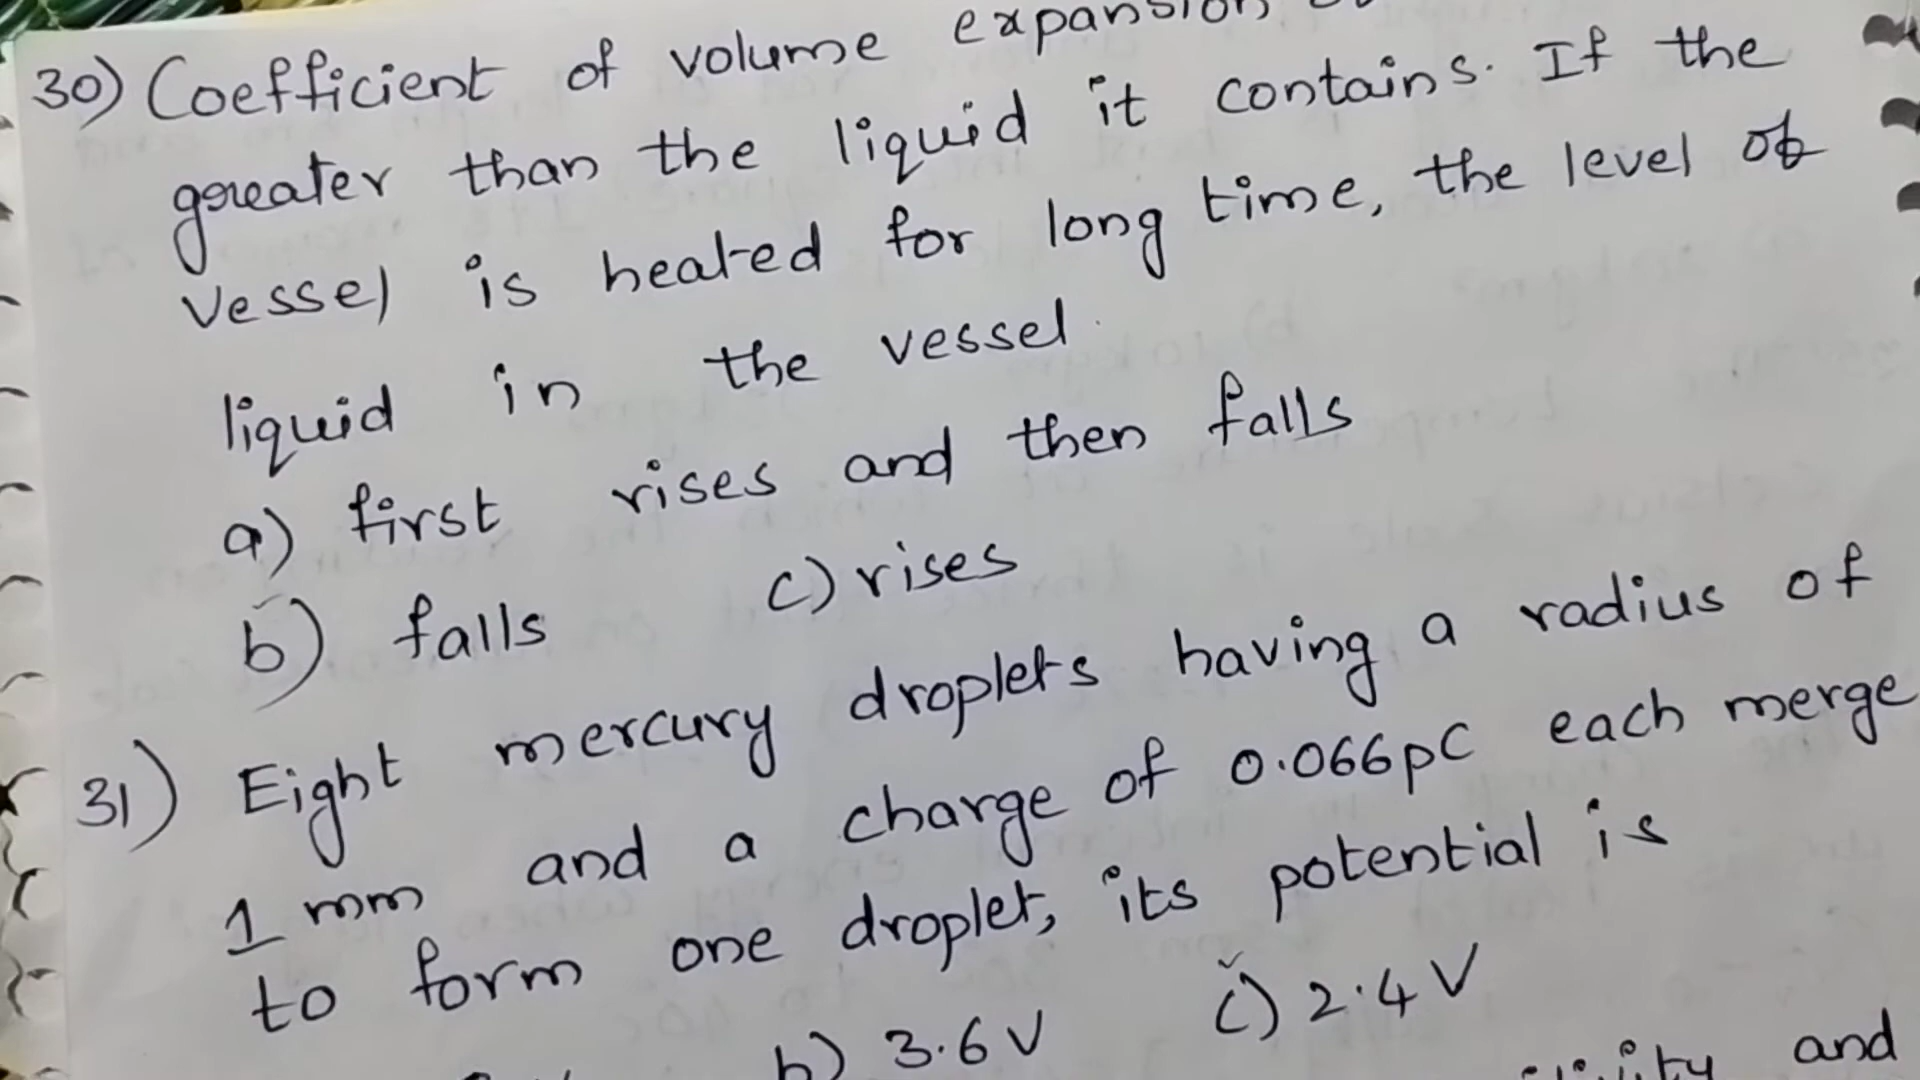 30) Coefficient of volume expansion
greater than the liquid it contains. If the
vessel is heated for long time, the level of
liquid in the vessel.
a) first rises and then falls
b) falls c) rises
31) Eight mercury droplets having a radius of
1 mm and a charge of 0.066pC each merge
to form one droplet, its potential is
b) 3.6 V c) 2.4 V
and